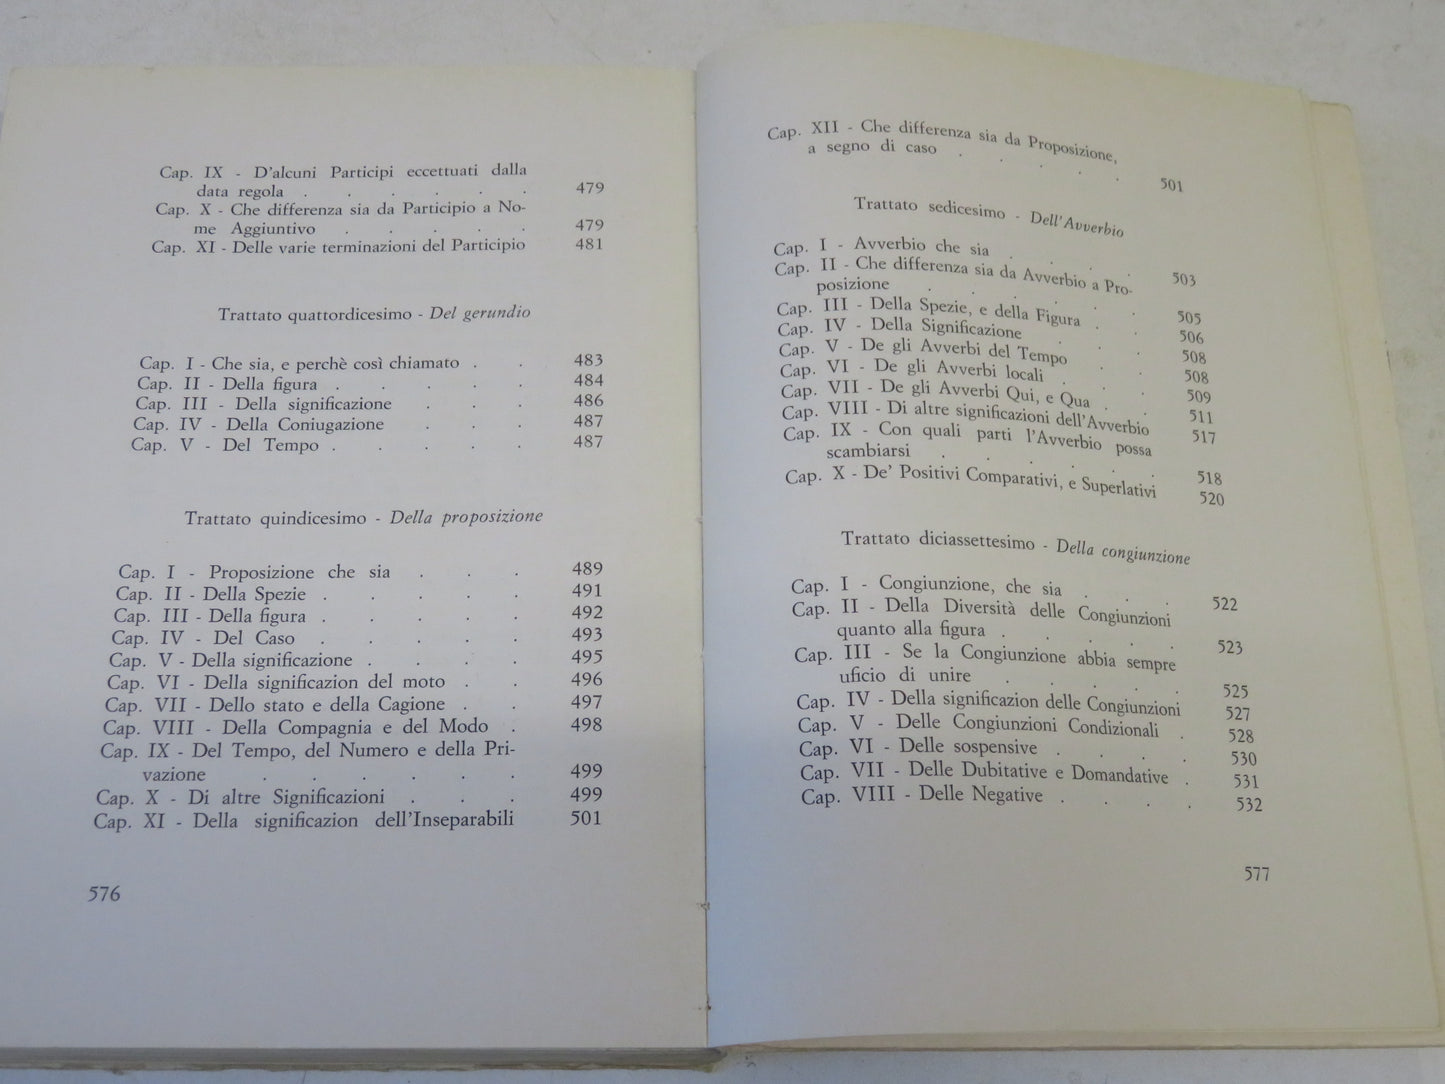 Cap. IX - D'alcuni Participi eccettuati dalla
data regola . . . . . . 479
Cap. X - Che differenza sia da Participio a No-
me Aggiuntivo . . . . . 479
Cap. XI - Delle varie terminazioni del Participio 481
Trattato quattordicesimo - Del gerundio
Cap. I - Che sia, e perchè così chiamato . . 483
Cap. II - Della figura . . . . . 484
Cap. III - Della significazione . . . 486
Cap. IV - Della Coniugazione . . . 487
Cap. V - Del Tempo . . . . . 487
Trattato quindicesimo - Della proposizione
Cap. I - Proposizione che sia . . . 489
Cap. II - Della Spezie . . . . . 491
Cap. III - Della figura . . . . . 492
Cap. IV - Del Caso . . . . . 493
Cap. V - Della significazione . . . . 495
Cap. VI - Della significazion del moto . . 496
Cap. VII - Dello stato e della Cagione . . 497
Cap. VIII - Della Compagnia e del Modo . 498
Cap. IX - Del Tempo, del Numero e della Pri-
vazione . . . . . . 499
Cap. X - Di altre Significazioni . . . 499
Cap. XI - Della significazion dell'Inseparabili 501
576
Cap. XII - Che differenza sia da Proposizione,
a segno di caso . . . . . 501
Trattato sedicesimo - Dell'Avverbio
Cap. I - Avverbio che sia . . . . 503
Cap. II - Che differenza sia da Avverbio a Pro-
posizione . . . . . . 505
Cap. III - Della Spezie, e della Figura . . 506
Cap. IV - Della Significazione . . . 508
Cap. V - De gli Avverbi del Tempo . . 508
Cap. VI - De gli Avverbi locali . . . 509
Cap. VII - De gli Avverbi Qui, e Qua . . 511
Cap. VIII - Di altre significazioni dell'Avverbio 517
Cap. IX - Con quali parti l'Avverbio possa
scambiarsi . . . . . . 518
Cap. X - De' Positivi Comparativi, e Superlativi 520
Trattato diciassettesimo - Della congiunzione
Cap. I - Congiunzione, che sia . . . 522
Cap. II - Della Diversità delle Congiunzioni
quanto alla figura . . . . . 523
Cap. III - Se la Congiunzione abbia sempre
uficio di unire . . . . . 525
Cap. IV - Della significazion delle Congiunzioni 527
Cap. V - Delle Congiunzioni Condizionali . 528
Cap. VI - Delle sospensive . . . . 530
Cap. VII - Delle Dubitative e Domandative . 531
Cap. VIII - Delle Negative . . . . 532
577